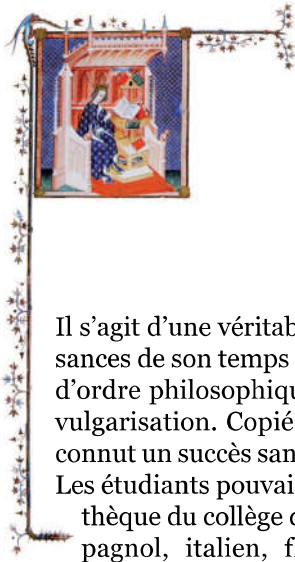 Il s’agit d’une véritab
sances de son temps
d’ordre philosophiqu
vulgarisation. Copié
connut un succès san
Les étudiants pouvai
thèque du collège d
pagnol, italien, f